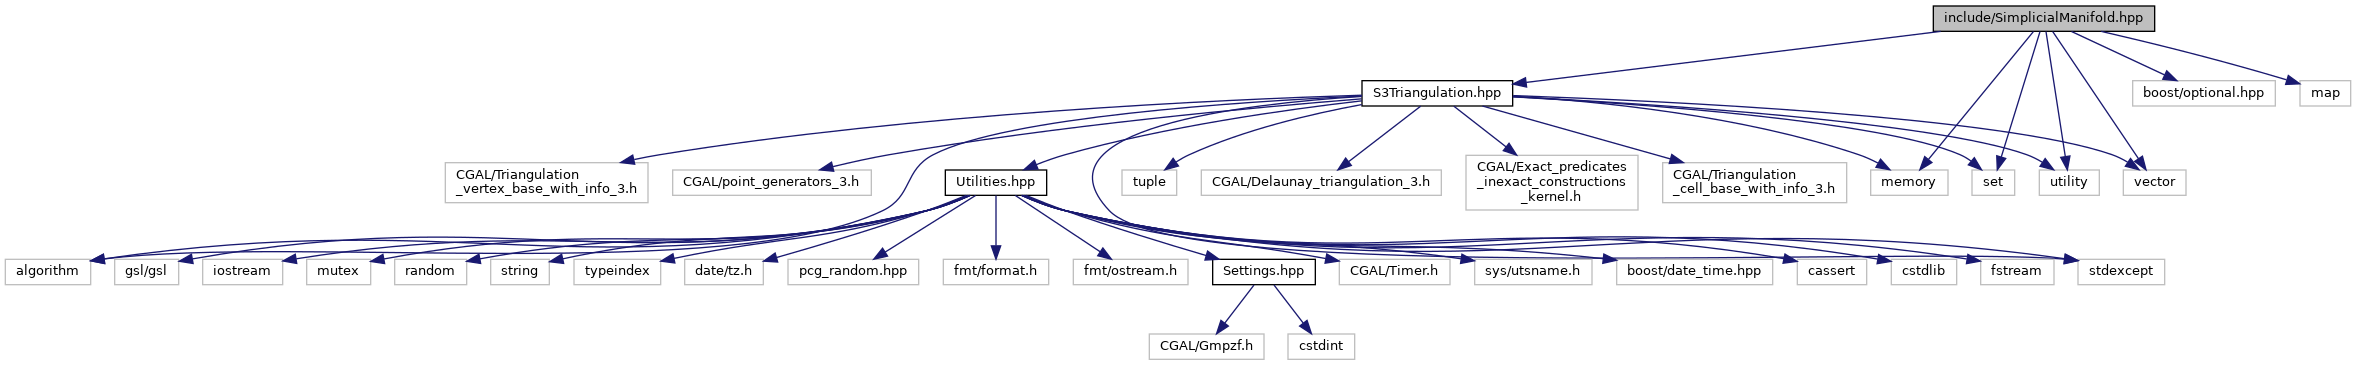 include/SimplicialManifold.hpp
S3Triangulation.hpp
boost/optional.hpp
map
CGAL/Triangulation
_vertex_base_with_info_3.h
CGAL/point_generators_3.h
Utilities.hpp
tuple
CGAL/Delaunay_triangulation_3.h
CGAL/Exact_predicates
_inexact_constructions
_kernel.h
CGAL/Triangulation
_cell_base_with_info_3.h
memory
set
utility
vector
algorithm
gsl/gsl
iostream
mutex
random
string
typeindex
date/tz.h
pcg_random.hpp
fmt/format.h
fmt/ostream.h
Settings.hpp
CGAL/Timer.h
sys/utsname.h
boost/date_time.hpp
cassert
cstdlib
fstream
stdexcept
CGAL/Gmpzf.h
cstdint